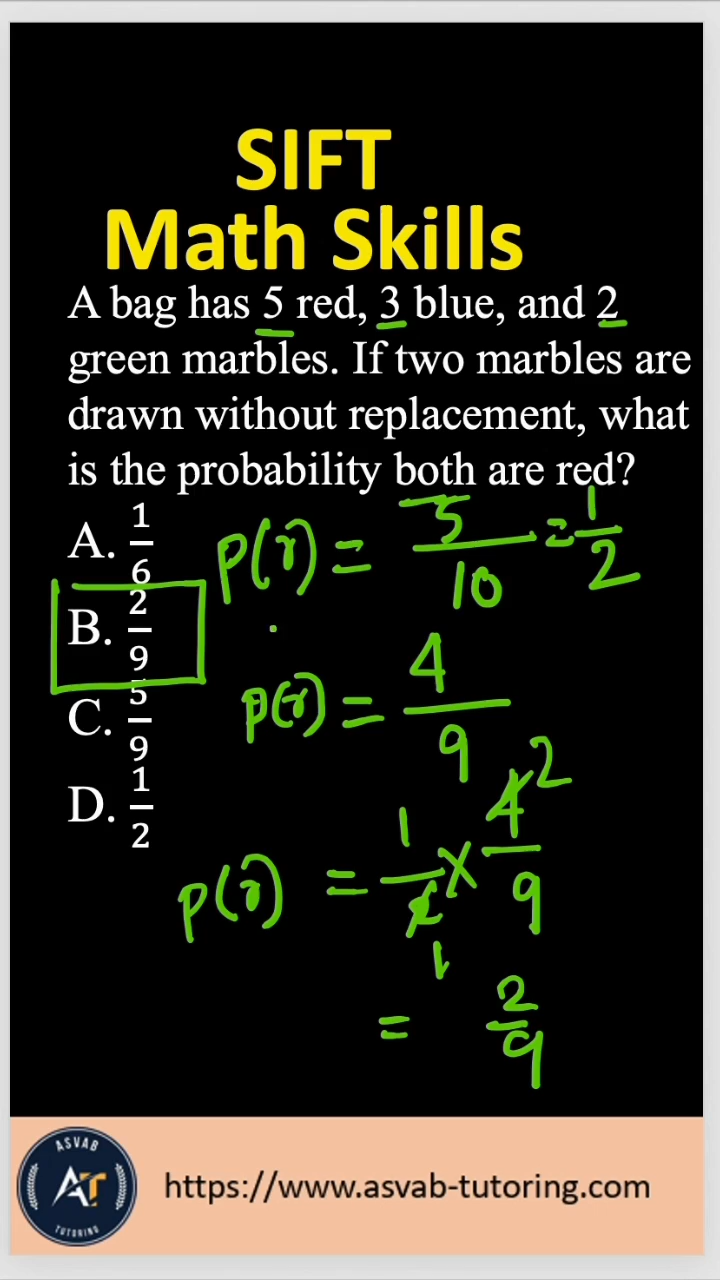 SIFT
Math Skills
A bag has 5 red, 3 blue, and 2
green marbles. If two marbles are
drawn without replacement, what
is the probability both are red?
A. 1/6
B. 2/9
C. 5/9
D. 1/2
p(r) = 5/10 = 1/2
p(r) = 4/9
p(r) = 1/2 × 4/9
2
1
= 2/9
ASVAB
AT
TUTORING
https://www.asvab-tutoring.com